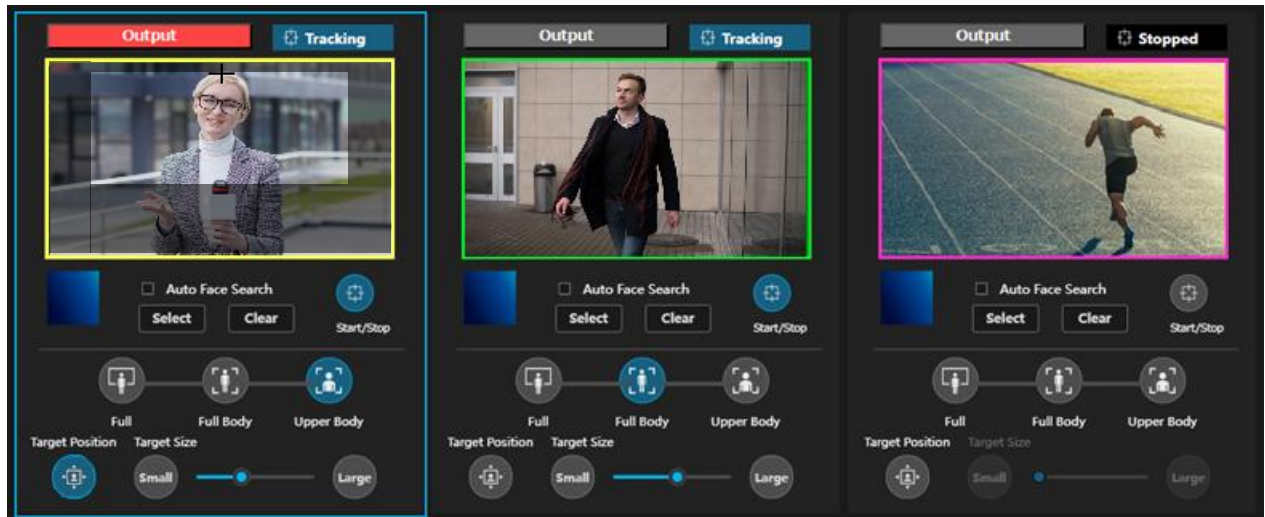 Output Tracking
Auto Face Search
Select Clear
Start/Stop
Full Full Body Upper Body
Target Position Target Size
Small Large
Output Tracking
Auto Face Search
Select Clear
Start/Stop
Full Full Body Upper Body
Target Position Target Size
Small Large
Output Stopped
Auto Face Search
Select Clear
Start/Stop
Full Full Body Upper Body
Target Position Target Size
Small Large